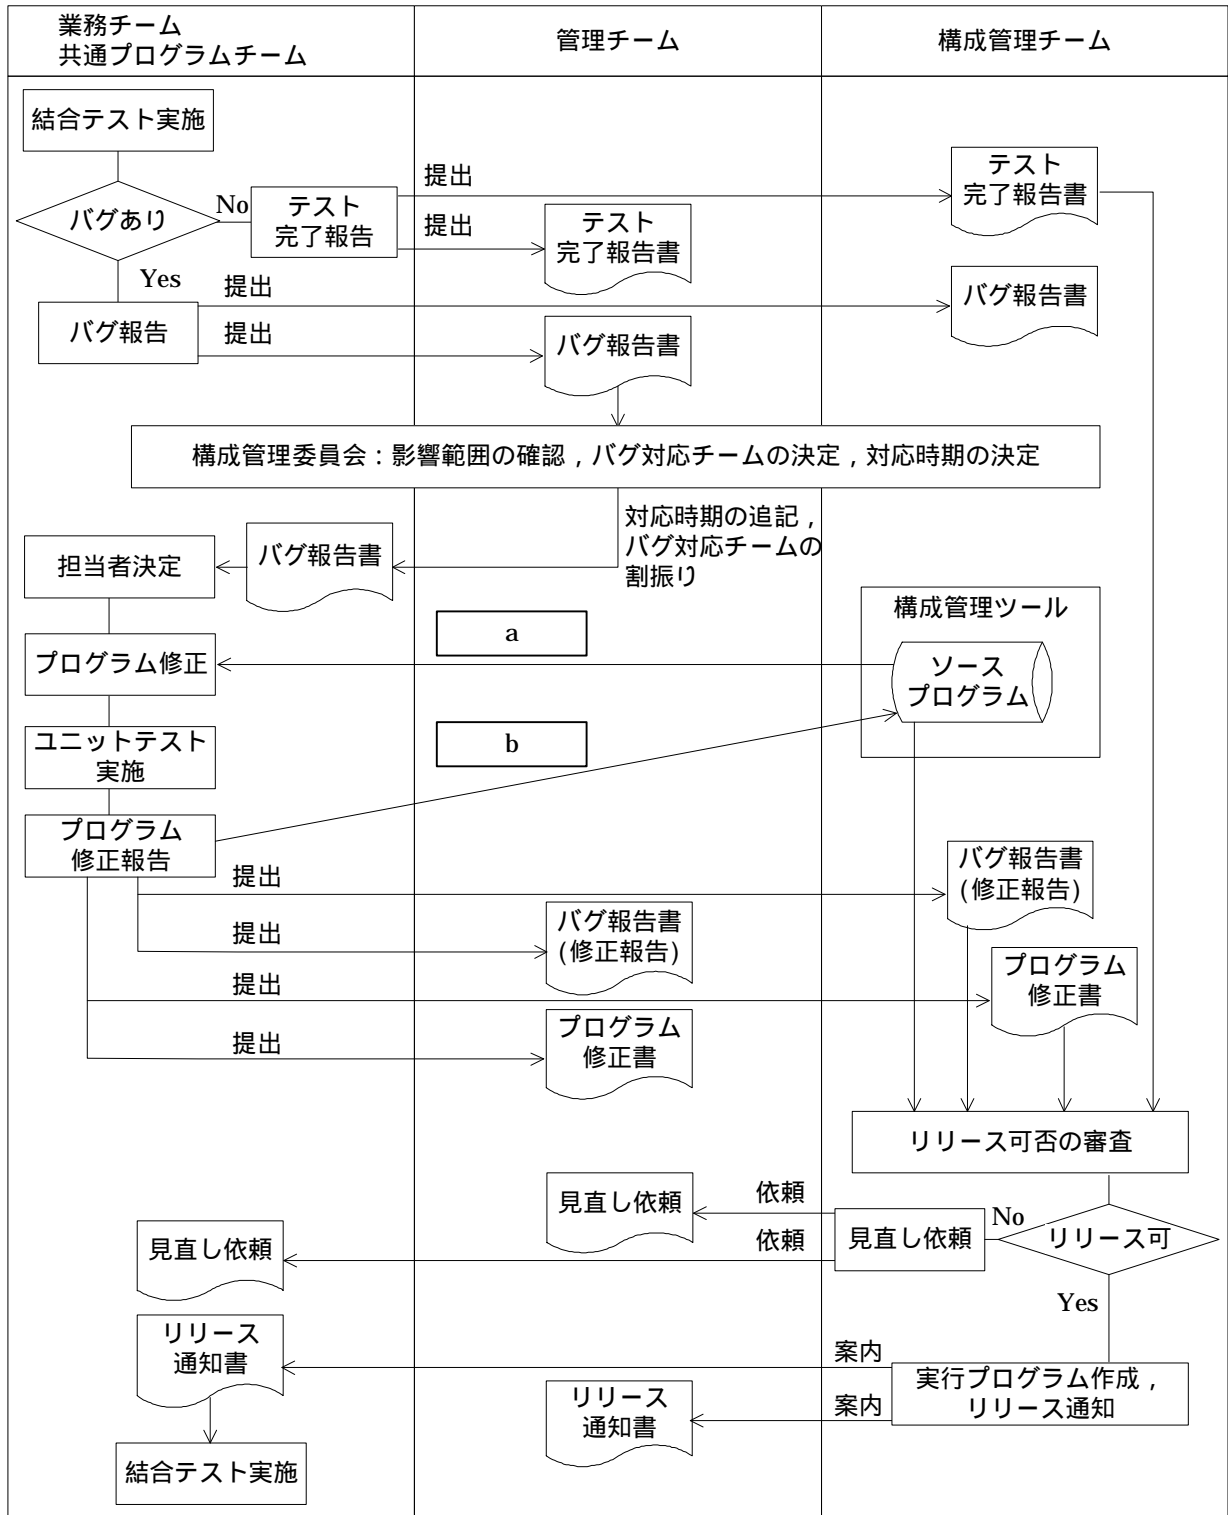 業務チーム
共通プログラムチーム
管理チーム
構成管理チーム
結合テスト実施
バグあり
No
テスト
完了報告
提出
提出
テスト
完了報告書
テスト
完了報告書
Yes
バグ報告
提出
提出
バグ報告書
バグ報告書
構成管理委員会：影響範囲の確認，バグ対応チームの決定，対応時期の決定
対応時期の追記，
バグ対応チームの
割振り
バグ報告書
担当者決定
構成管理ツール
ソース
プログラム
a
プログラム修正
b
ユニットテスト
実施
プログラム
修正報告
提出
バグ報告書
(修正報告)
提出
バグ報告書
(修正報告)
提出
プログラム
修正書
提出
プログラム
修正書
リリース可否の審査
リリース可
No
見直し依頼
依頼
見直し依頼
依頼
見直し依頼
Yes
実行プログラム作成，
リリース通知
案内
リリース
通知書
案内
リリース
通知書
結合テスト実施